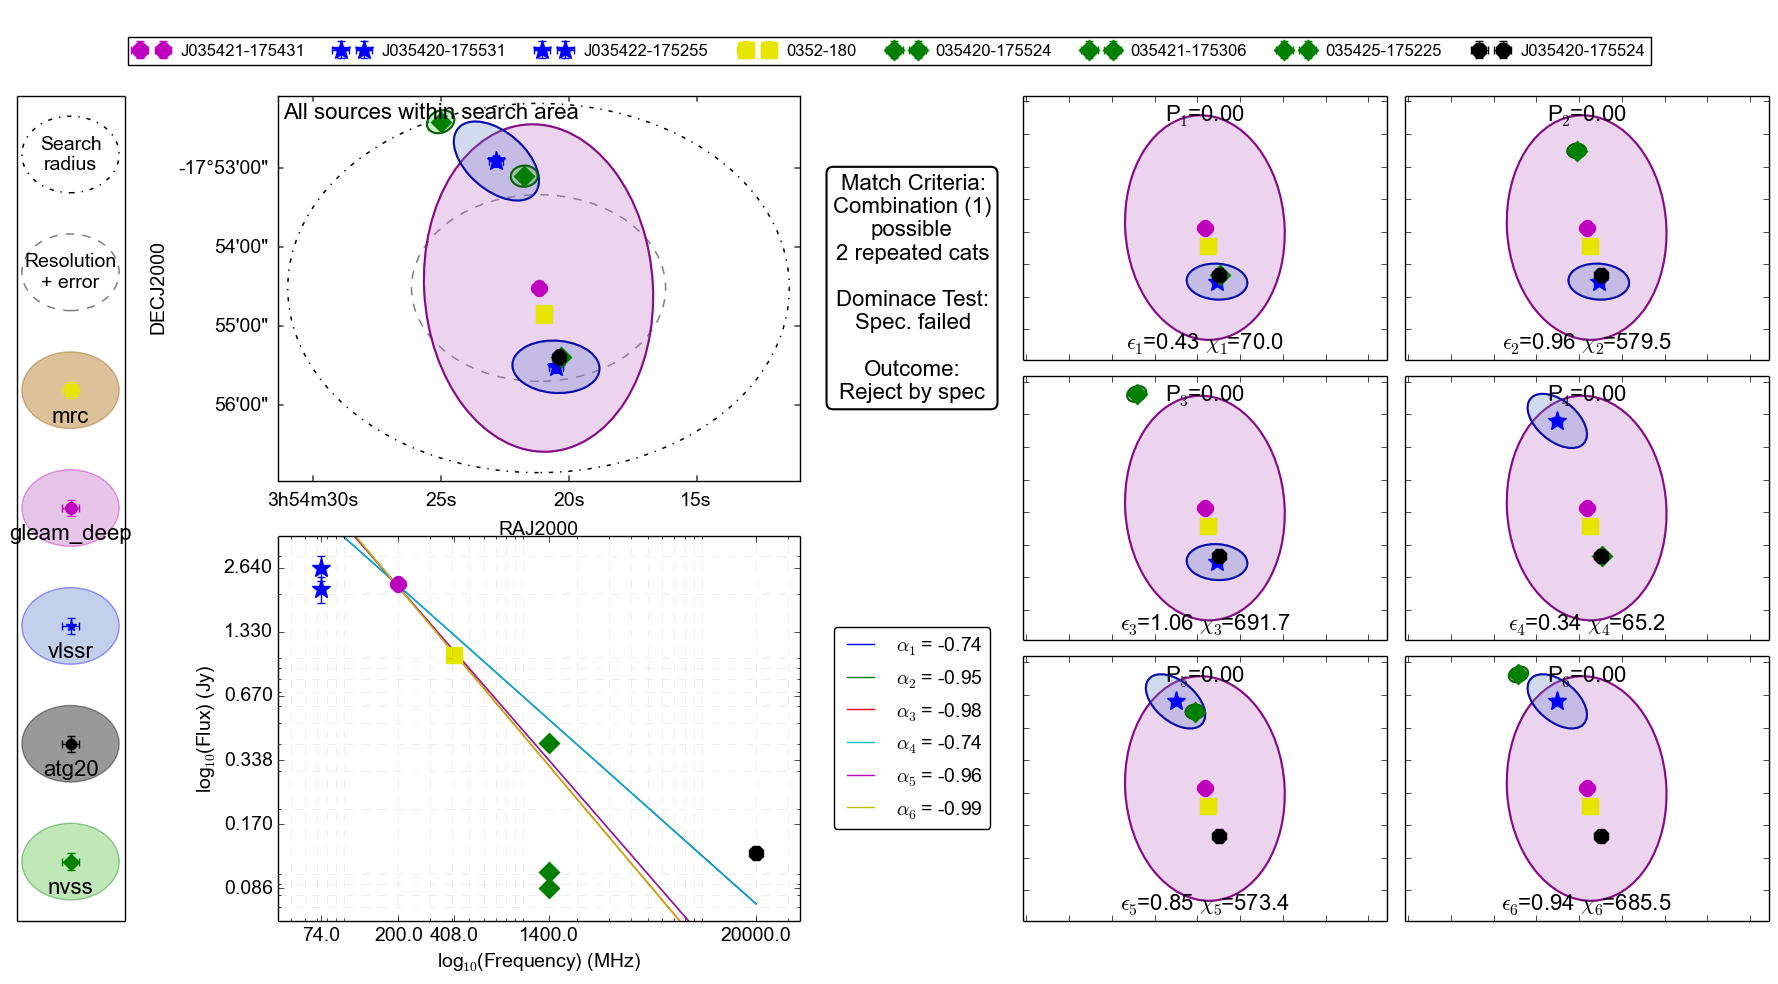 J035421-175431 J035420-175531 J035422-175255 0352-180 035420-175524 035421-175306 035425-175225 J035420-175524
Search
radius
Resolution
+ error
mrc
gleam_deep
vlssr
atg20
nvss
All sources within search area
DECJ2000
-17°53'00"
54'00"
55'00"
56'00"
3h54m30s 25s 20s 15s
RAJ2000
Match Criteria:
Combination (1)
possible
2 repeated cats
Dominace Test:
Spec. failed
Outcome:
Reject by spec
log₁₀(Flux) (Jy)
2.640
1.330
0.670
0.338
0.170
0.086
74.0 200.0 408.0 1400.0 20000.0
log₁₀(Frequency) (MHz)
α₁ = -0.74
α₂ = -0.95
α₃ = -0.98
α₄ = -0.74
α₅ = -0.96
α₆ = -0.99
P₁=0.00
ϵ₁=0.43 χ₁=70.0
P₂=0.00
ϵ₂=0.96 χ₂=579.5
P₃=0.00
ϵ₃=1.06 χ₃=691.7
P₄=0.00
ϵ₄=0.34 χ₄=65.2
P₅=0.00
ϵ₅=0.85 χ₅=573.4
P₆=0.00
ϵ₆=0.94 χ₆=685.5